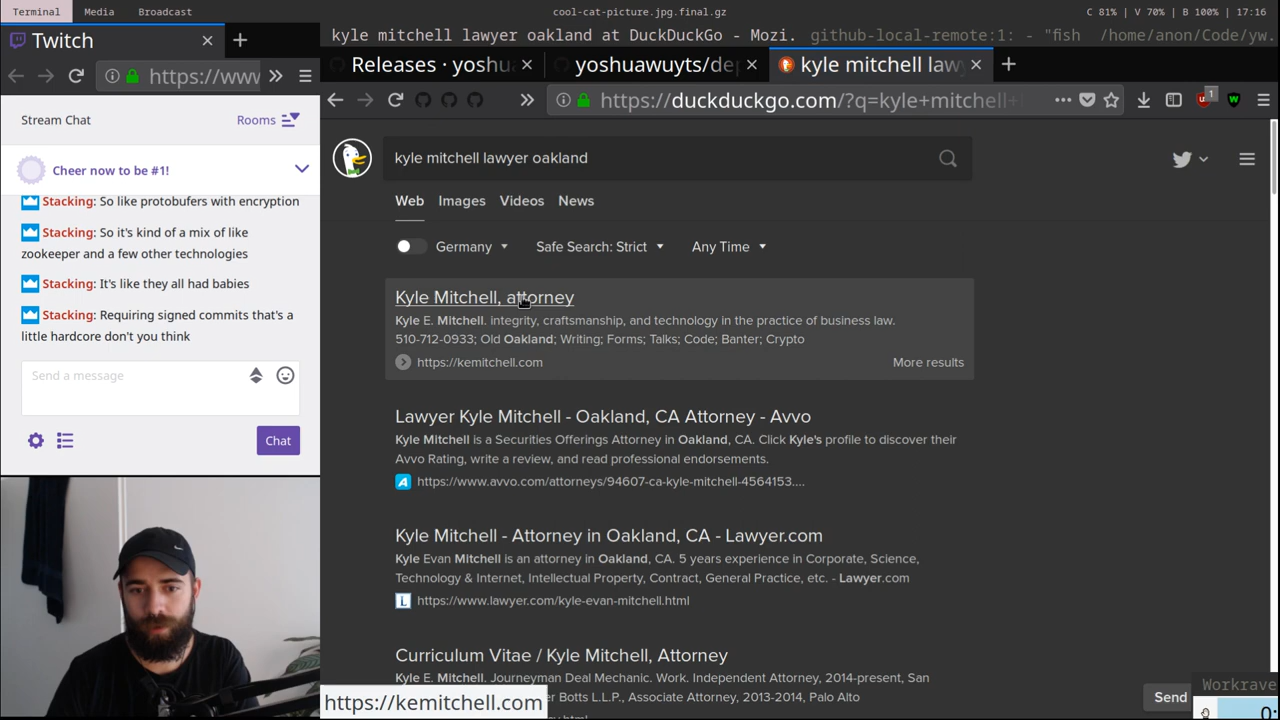 Terminal Media Broadcast cool-cat-picture.jpg.final.gz C 81% | V 70% | B 100% | 17:16
Twitch
https://www
Stream Chat Rooms
Cheer now to be #1!
Stacking: So like protobufers with encryption
Stacking: So it's kind of a mix of like
zookeeper and a few other technologies
Stacking: It's like they all had babies
Stacking: Requiring signed commits that's a
little hardcore don't you think
Send a message
Chat
kyle mitchell lawyer oakland at DuckDuckGo - Mozi. github-local-remote:1: - "fish /home/anon/Code/yw.
Releases · yoshua yoshuawuyts/dep kyle mitchell law
https://duckduckgo.com/?q=kyle+mitchell+l 1
kyle mitchell lawyer oakland
Web Images Videos News
Germany Safe Search: Strict Any Time
Kyle Mitchell, attorney
Kyle E. Mitchell. integrity, craftsmanship, and technology in the practice of business law.
510-712-0933; Old Oakland; Writing; Forms; Talks; Code; Banter; Crypto
https://kemitchell.com More results
Lawyer Kyle Mitchell - Oakland, CA Attorney - Avvo
Kyle Mitchell is a Securities Offerings Attorney in Oakland, CA. Click Kyle's profile to discover their
Avvo Rating, write a review, and read professional endorsements.
https://www.avvo.com/attorneys/94607-ca-kyle-mitchell-4564153....
Kyle Mitchell - Attorney in Oakland, CA - Lawyer.com
Kyle Evan Mitchell is an attorney in Oakland, CA. 5 years experience in Corporate, Science,
Technology & Internet, Intellectual Property, Contract, General Practice, etc. - Lawyer.com
L https://www.lawyer.com/kyle-evan-mitchell.html
Curriculum Vitae / Kyle Mitchell, Attorney
Kyle E. Mitchell. Journeyman Deal Mechanic. Work. Independent Attorney, 2014-present, San
er Botts L.L.P., Associate Attorney, 2013-2014, Palo Alto
https://kemitchell.com
Send
Workrave
0: